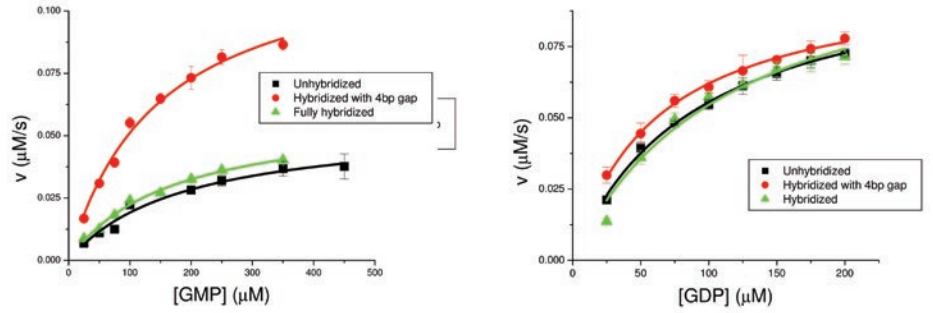 0.100
0.075
0.050
0.025
0.000
v (μM/s)
0 100 200 300 400 500
[GMP] (μM)
Unhybridized
Hybridized with 4bp gap
Fully hybridized
0.075
0.050
0.025
0.000
v (μM/s)
0 50 100 150 200
[GDP] (μM)
Unhybridized
Hybridized with 4bp gap
Hybridized